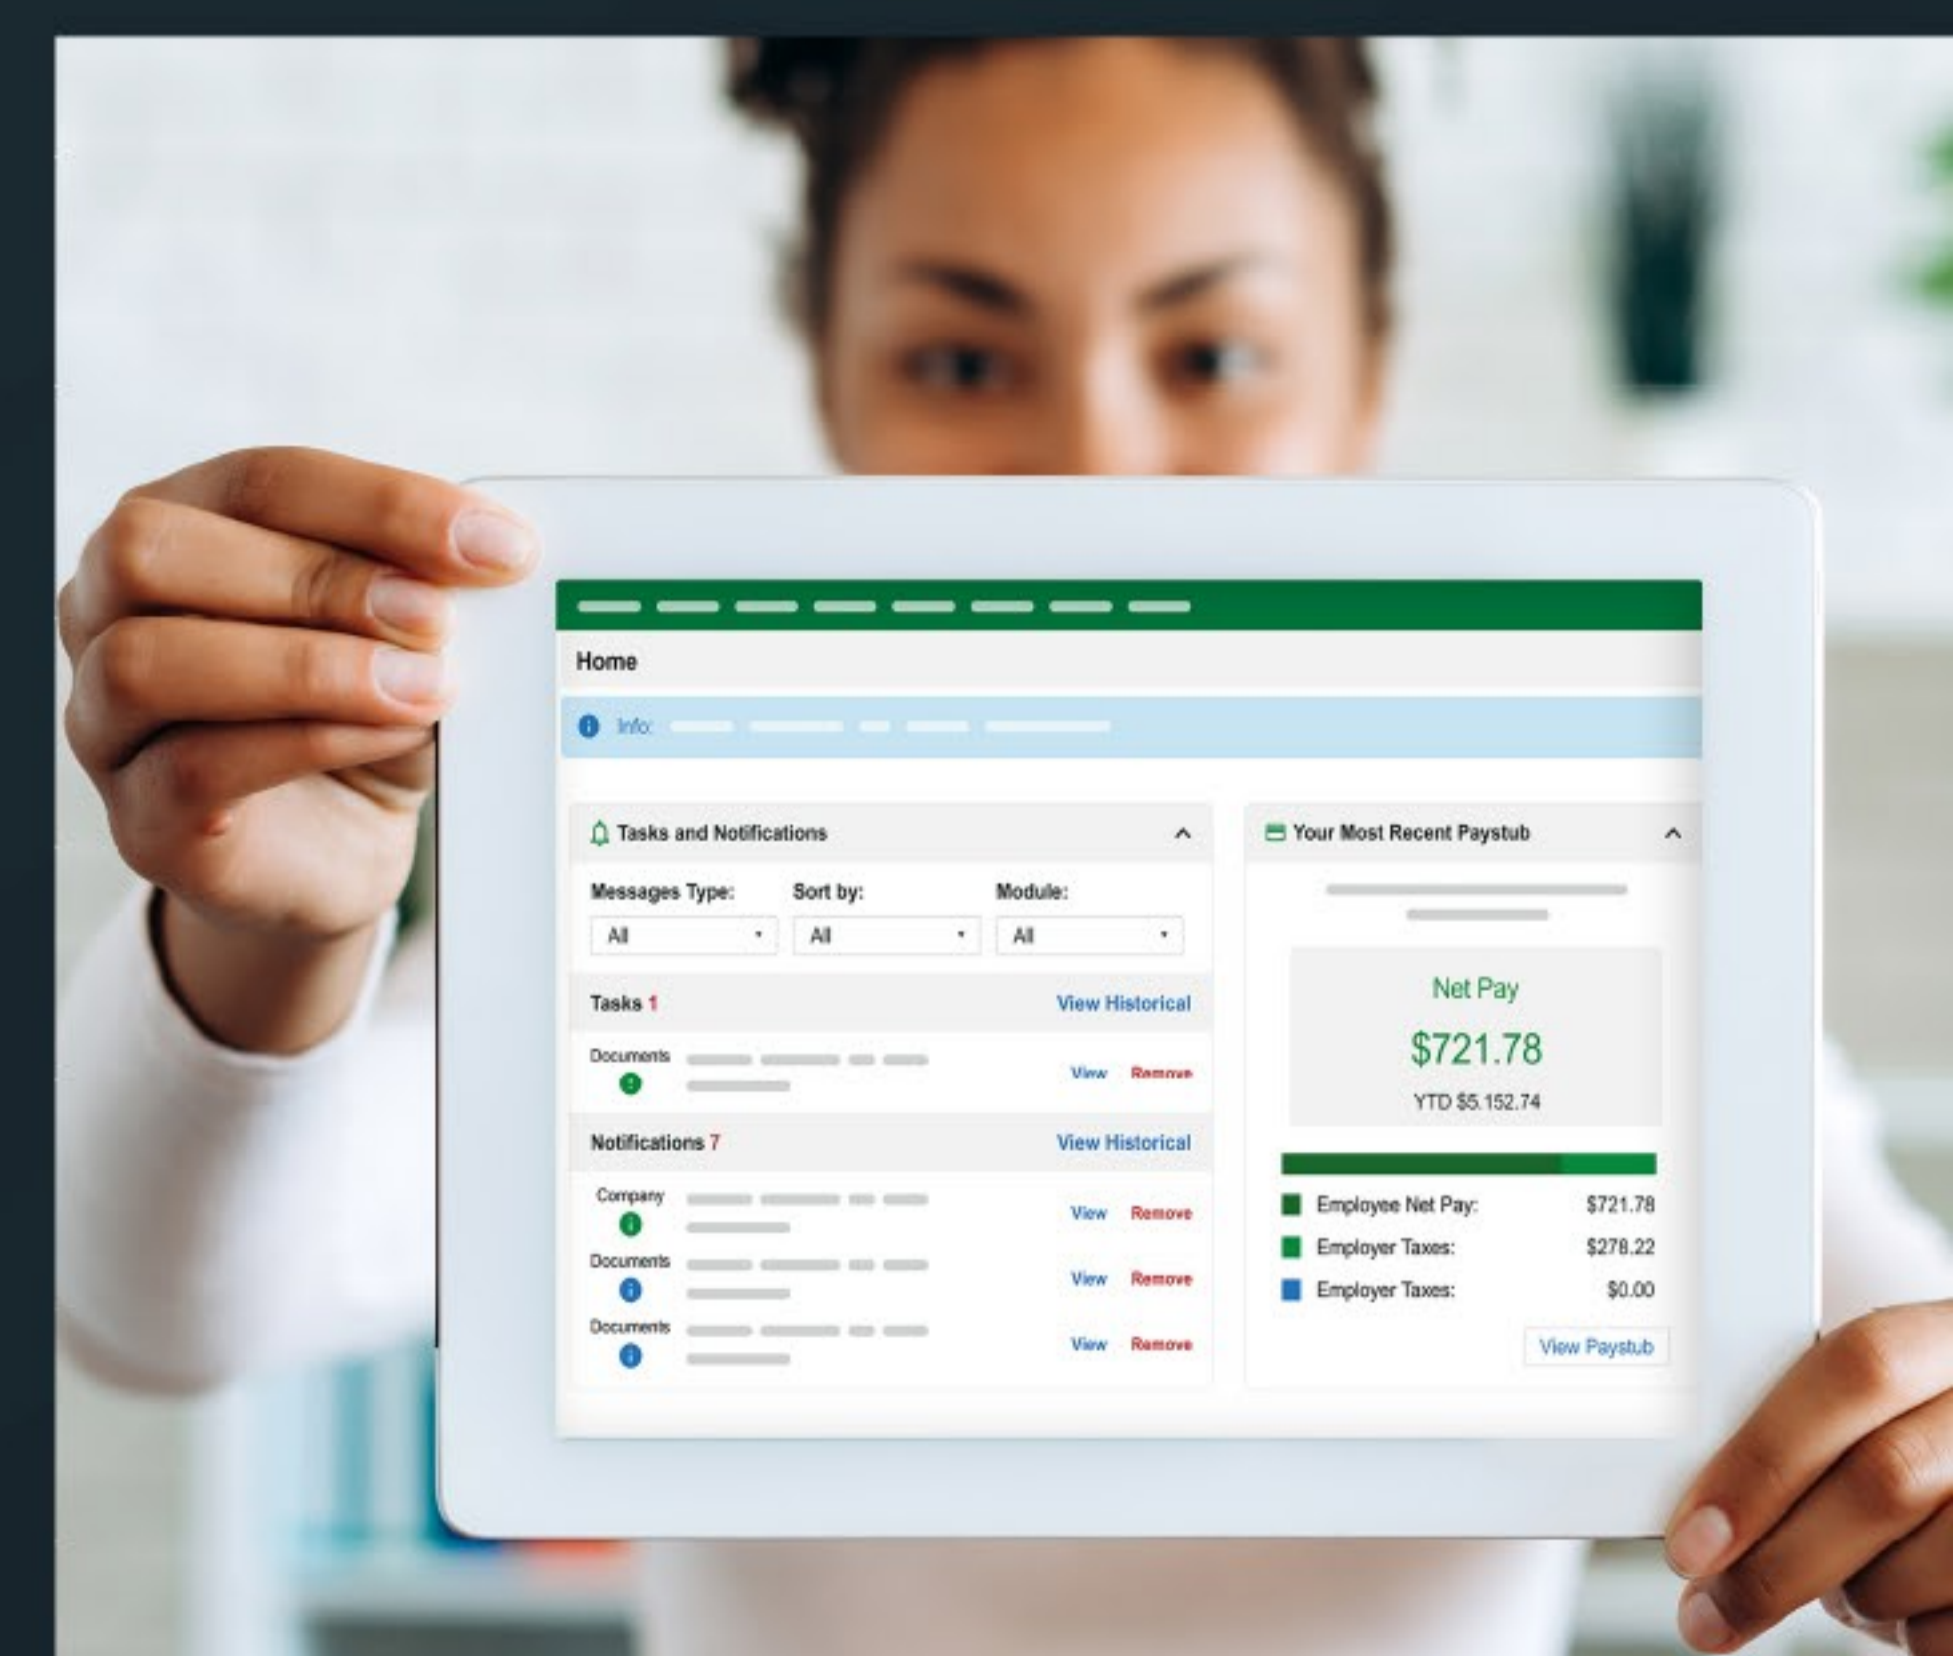 Home
Info:
Tasks and Notifications
Messages Type: Sort by: Module:
All All All
Tasks 1 View Historical
Documents View Remove
Notifications 7 View Historical
Company View Remove
Documents View Remove
Documents View Remove
Your Most Recent Paystub
Net Pay
$721.78
YTD $5.152.74
Employee Net Pay: $721.78
Employer Taxes: $278.22
Employer Taxes: $0.00
View Paystub